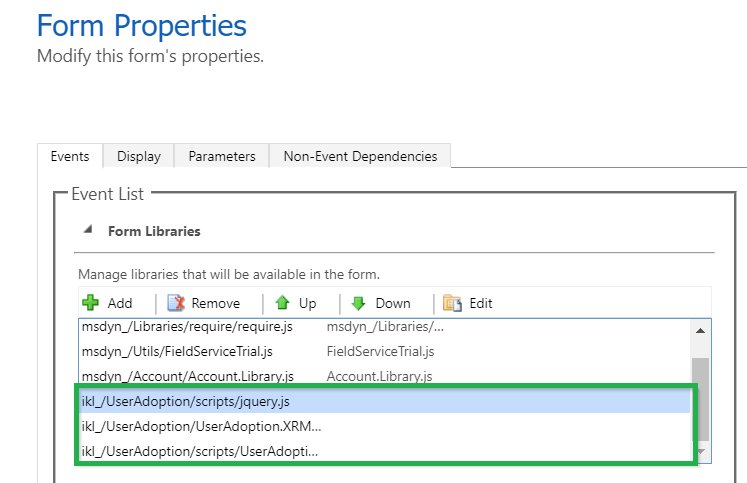 Form Properties
Modify this form's properties.
Events Display Parameters Non-Event Dependencies
Event List
Form Libraries
Manage libraries that will be available in the form.
Add Remove Up Down Edit
msdyn_/Libraries/require/require.js msdyn_/Libraries/...
msdyn_/Utils/FieldServiceTrial.js FieldServiceTrial.js
msdyn_/Account/Account.Library.js Account.Library.js
ikl_/UserAdoption/scripts/jquery.js
ikl_/UserAdoption/UserAdoption.XRM...
ikl_/UserAdoption/scripts/UserAdopti...